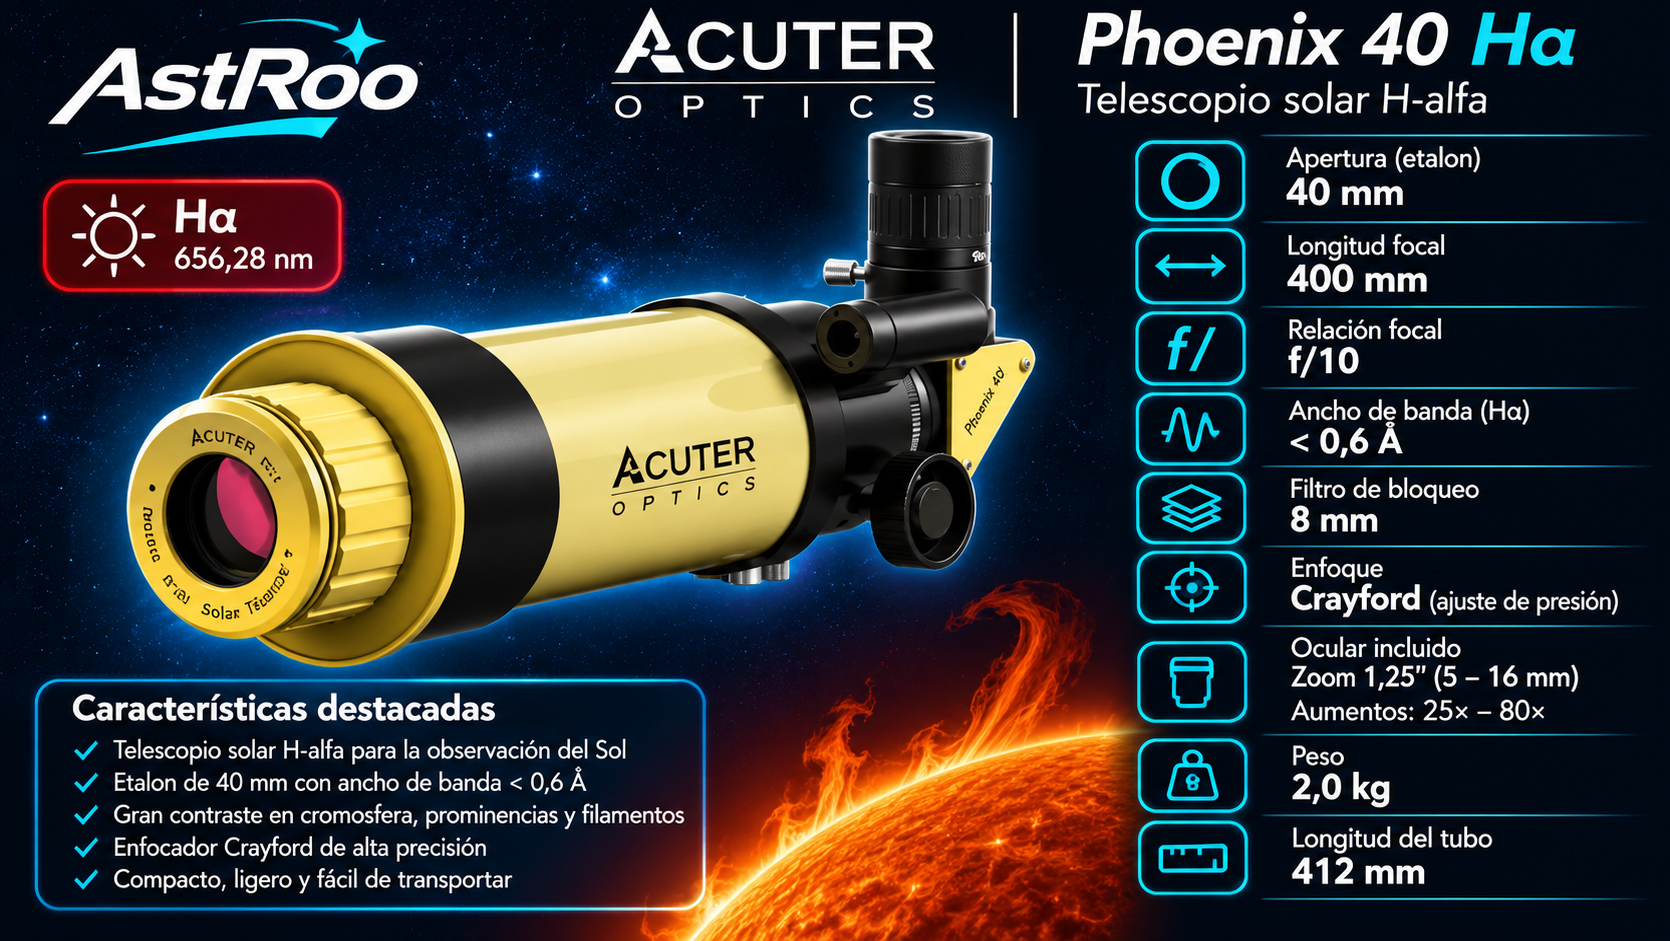 AstRoo
ACUTER
OPTICS
Phoenix 40 Hα
Telescopio solar H-alfa
Hα
656,28 nm
Apertura (etalon)
40 mm
Longitud focal
400 mm
Relación focal
f/
f/10
Ancho de banda (Hα)
< 0,6 Å
Filtro de bloqueo
8 mm
Enfoque
Crayford (ajuste de presión)
Ocular incluido
Zoom 1,25" (5 – 16 mm)
Aumentos: 25× – 80×
Peso
2,0 kg
Longitud del tubo
412 mm
Phoenix 40
ACUTER
OPTICS
ACUTER
Solar
Características destacadas
Telescopio solar H-alfa para la observación del Sol
Etalon de 40 mm con ancho de banda < 0,6 Å
Gran contraste en cromosfera, prominencias y filamentos
Enfocador Crayford de alta precisión
Compacto, ligero y fácil de transportar